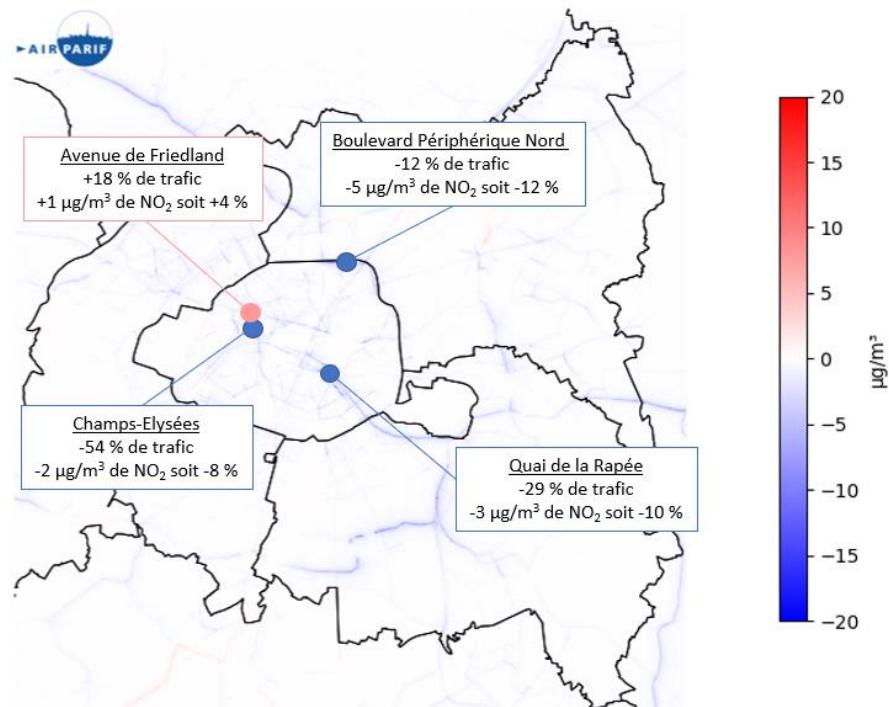 AIRPARIF
Avenue de Friedland
+18 % de trafic
+1 µg/m³ de NO₂ soit +4 %
Boulevard Périphérique Nord
-12 % de trafic
-5 µg/m³ de NO₂ soit -12 %
Champs-Elysées
-54 % de trafic
-2 µg/m³ de NO₂ soit -8 %
Quai de la Rapée
-29 % de trafic
-3 µg/m³ de NO₂ soit -10 %
20
15
10
5
0
−5
−10
−15
−20
µg/m³